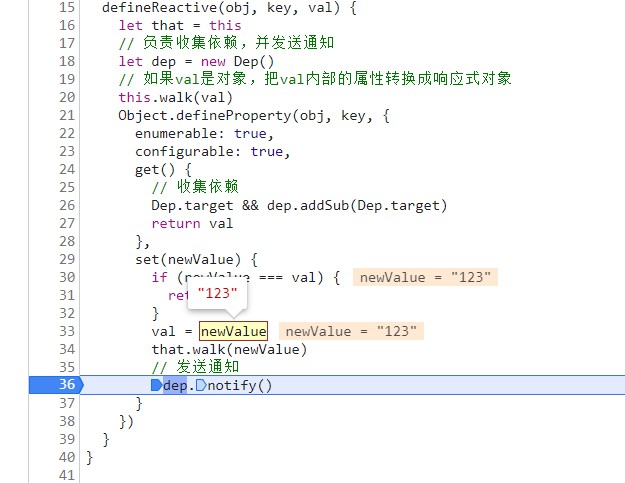 15 defineReactive(obj, key, val) {
16 let that = this
17 // 负责收集依赖，并发送通知
18 let dep = new Dep()
19 // 如果val是对象，把val内部的属性转换成响应式对象
20 this.walk(val)
21 Object.defineProperty(obj, key, {
22 enumerable: true,
23 configurable: true,
24 get() {
25 // 收集依赖
26 Dep.target && dep.addSub(Dep.target)
27 return val
28 },
29 set(newValue) {
30 if (newValue === val) { newValue = "123"
31 ret
"123"
32 }
33 val = newValue newValue = "123"
34 that.walk(newValue)
35 // 发送通知
36 dep.notify()
37 }
38 })
39 }
40 }
41